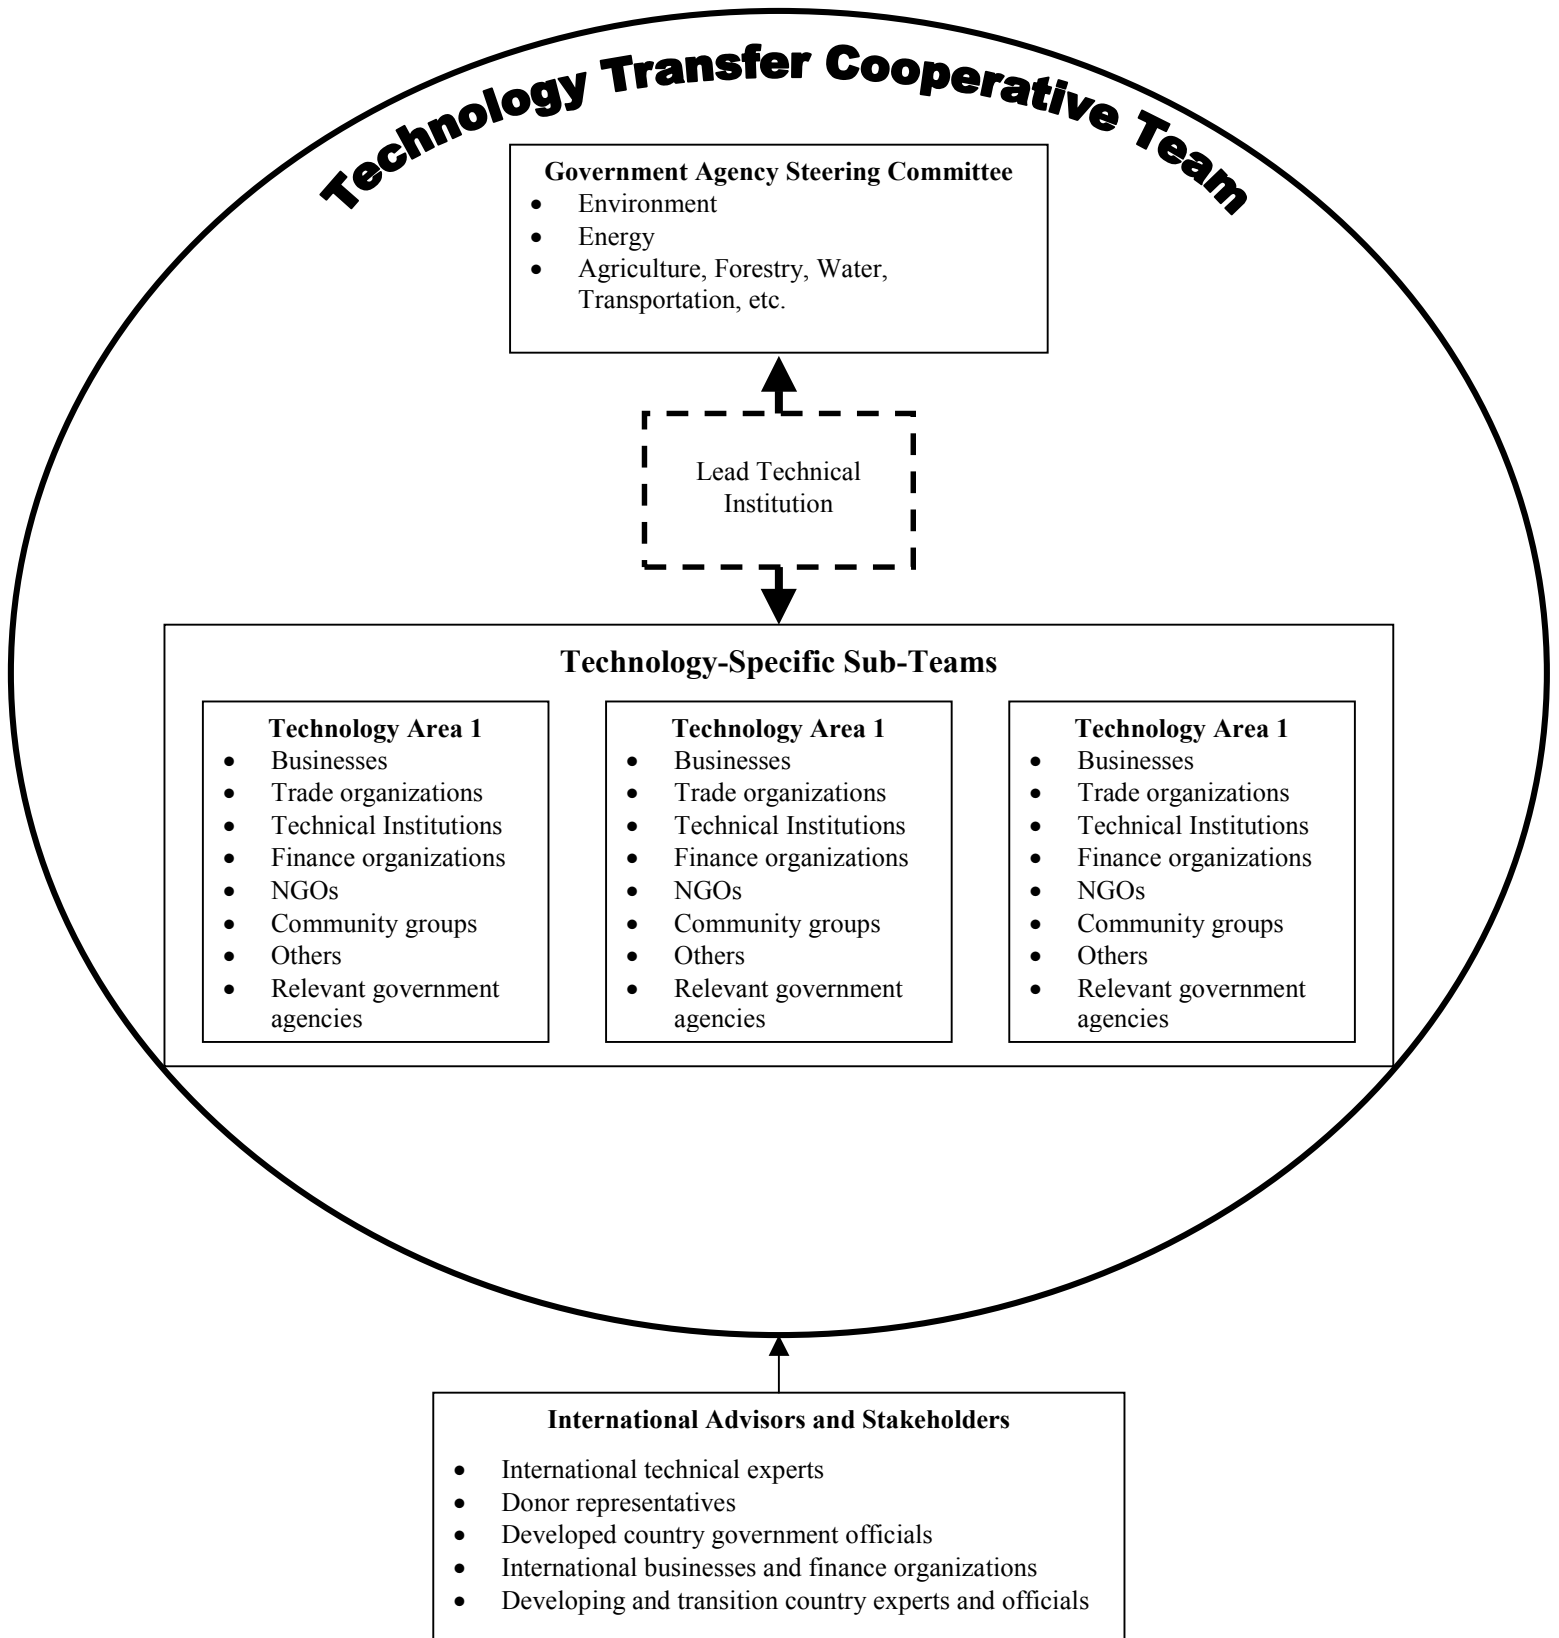 Technology Transfer Cooperative Team
Government Agency Steering Committee
• Environment
• Energy
• Agriculture, Forestry, Water,
Transportation, etc.
Lead Technical
Institution
Technology-Specific Sub-Teams
Technology Area 1
• Businesses
• Trade organizations
• Technical Institutions
• Finance organizations
• NGOs
• Community groups
• Others
• Relevant government
agencies
Technology Area 1
• Businesses
• Trade organizations
• Technical Institutions
• Finance organizations
• NGOs
• Community groups
• Others
• Relevant government
agencies
Technology Area 1
• Businesses
• Trade organizations
• Technical Institutions
• Finance organizations
• NGOs
• Community groups
• Others
• Relevant government
agencies
International Advisors and Stakeholders
• International technical experts
• Donor representatives
• Developed country government officials
• International businesses and finance organizations
• Developing and transition country experts and officials